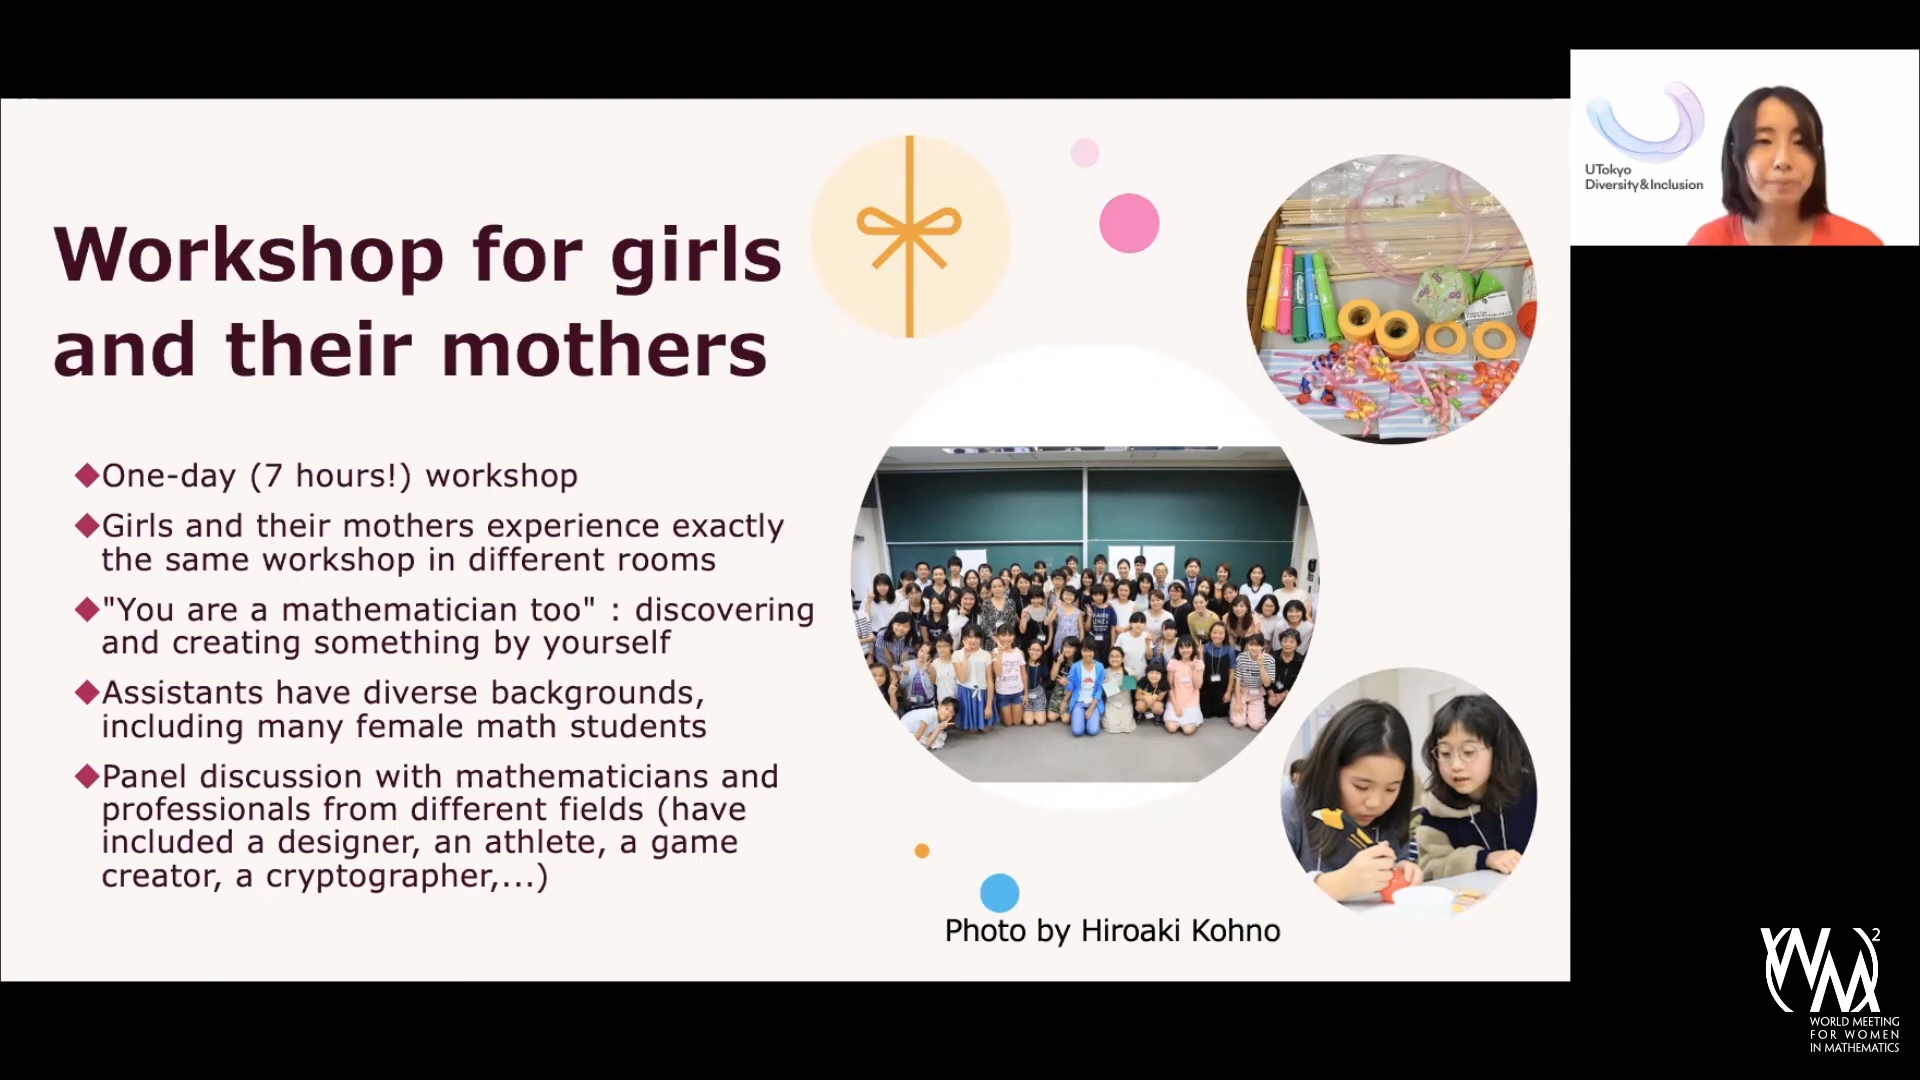 Workshop for girls
and their mothers
◆One-day (7 hours!) workshop
◆Girls and their mothers experience exactly
the same workshop in different rooms
◆"You are a mathematician too" : discovering
and creating something by yourself
◆Assistants have diverse backgrounds,
including many female math students
◆Panel discussion with mathematicians and
professionals from different fields (have
included a designer, an athlete, a game
creator, a cryptographer,...)
Photo by Hiroaki Kohno
UTokyo
Diversity&Inclusion
(WM)²
WORLD MEETING
FOR WOMEN
IN MATHEMATICS